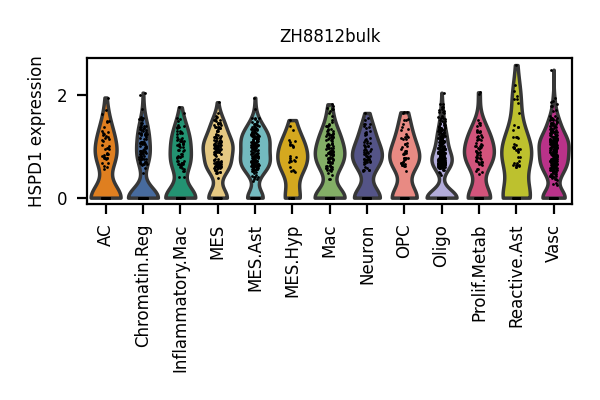 ZH8812bulk
HSPD1 expression
2
0
AC
Chromatin.Reg
Inflammatory.Mac
MES
MES.Ast
MES.Hyp
Mac
Neuron
OPC
Oligo
Prolif.Metab
Reactive.Ast
Vasc